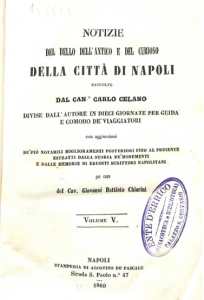 NOTIZIE
DEL BELLO DELL'ANTICO E DEL CURIOSO
DELLA CITTÀ DI NAPOLI
RACCOLTE
DAL CAN.° CARLO CELANO
DIVISE DALL'AUTORE IN DIECI GIORNATE PER GUIDA
E COMODO DE' VIAGGIATORI
con aggiunzioni
DE' PIÙ NOTABILI MIGLIORAMENTI POSTERIORI FINO AL PRESENTE
ESTRATTI DALLA STORIA DE' MONUMENTI
E DALLE MEMORIE DI ERUDITI SCRITTORI NAPOLITANI
per cura
del Cav. Giovanni Battista Chiarini
VOLUME V.
NAPOLI
STAMPERIA DI AGOSTINO DE PASCALE
Strada S. Paolo n.° 47
1860